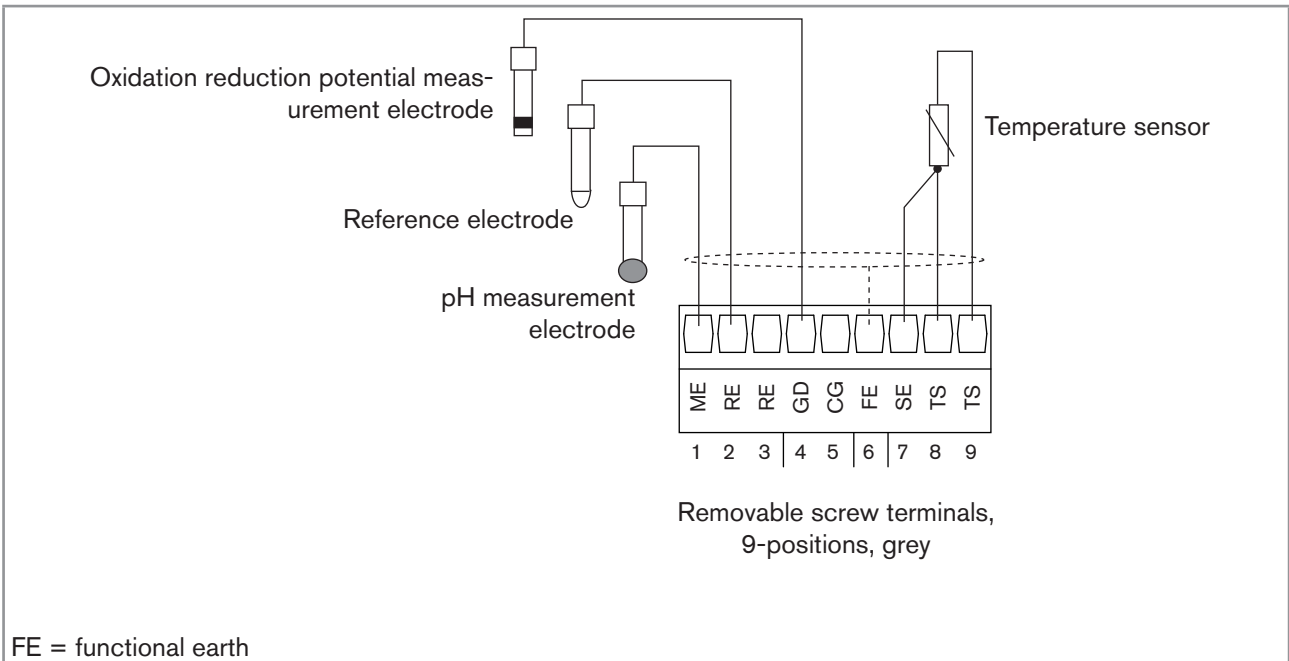 Oxidation reduction potential meas-
urement electrode
Temperature sensor
Reference electrode
pH measurement
electrode
ME RE RE GD CG FE SE TS TS
1 2 3 4 5 6 7 8 9
Removable screw terminals,
9-positions, grey
FE = functional earth